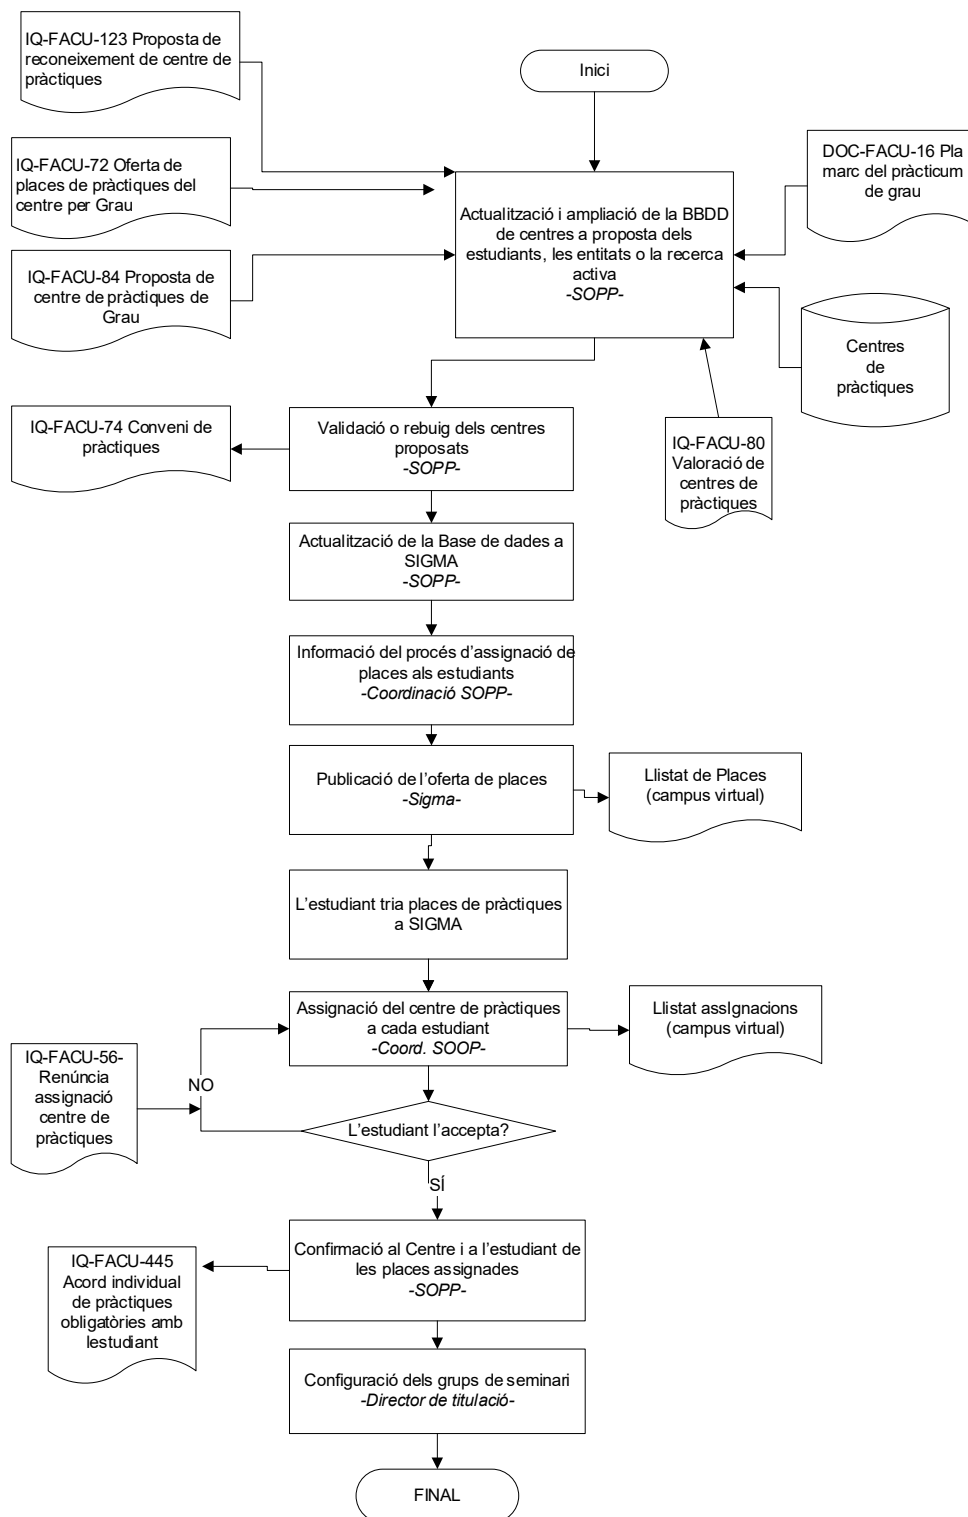 IQ-FACU-123 Proposta de
reconeixement de centre de
pràctiques
Inici
IQ-FACU-72 Oferta de
places de pràctiques del
centre per Grau
DOC-FACU-16 Pla
marc del pràcticum
de grau
Actualització i ampliació de la BBDD
de centres a proposta dels
estudiants, les entitats o la recerca
activa
-SOPP-
IQ-FACU-84 Proposta de
centre de pràctiques de
Grau
Centres
de
pràctiques
IQ-FACU-74 Conveni de
pràctiques
Validació o rebuig dels centres
proposats
-SOPP-
IQ-FACU-80
Valoració de
centres de
pràctiques
Actualització de la Base de dades a
SIGMA
-SOPP-
Informació del procés d’assignació de
places als estudiants
-Coordinació SOPP-
Publicació de l’oferta de places
-Sigma-
Llistat de Places
(campus virtual)
L’estudiant tria places de pràctiques
a SIGMA
Assignació del centre de pràctiques
a cada estudiant
-Coord. SOOP-
Llistat assIgnacions
(campus virtual)
IQ-FACU-56-
Renúncia
assignació
centre de
pràctiques
NO
L’estudiant l’accepta?
SÍ
Confirmació al Centre i a l’estudiant de
les places assignades
-SOPP-
IQ-FACU-445
Acord individual
de pràctiques
obligatòries amb
lestudiant
Configuració dels grups de seminari
-Director de titulació-
FINAL